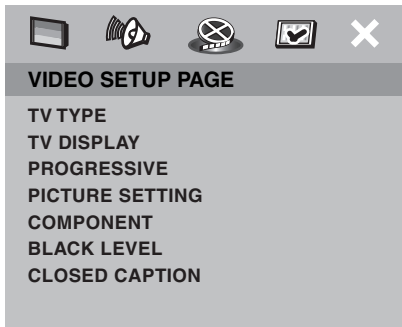 VIDEO SETUP PAGE
TV TYPE
TV DISPLAY
PROGRESSIVE
PICTURE SETTING
COMPONENT
BLACK LEVEL
CLOSED CAPTION